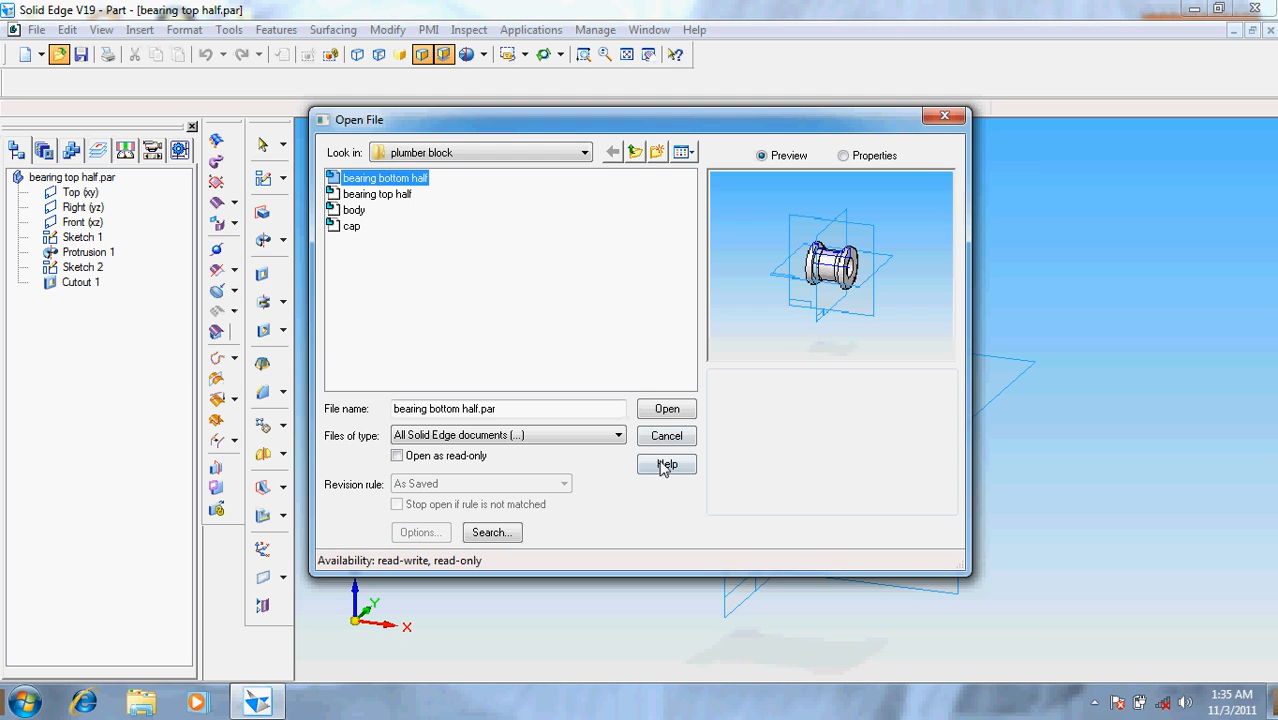 Solid Edge V19 - Part - [bearing top half.par]
File Edit View Insert Format Tools Features Surfacing Modify PMI Inspect Applications Manage Window Help
Open File
Look in: plumber block
Preview Properties
bearing bottom half
bearing top half
body
cap
bearing top half.par
Top (xy)
Right (yz)
Front (xz)
Sketch 1
Protrusion 1
Sketch 2
Cutout 1
File name: bearing bottom half.par Open
Files of type: All Solid Edge documents (...) Cancel
Open as read-only
Help
Revision rule: As Saved
Stop open if rule is not matched
Options... Search...
Availability: read-write, read-only
Y
X
1:35 AM
11/3/2011